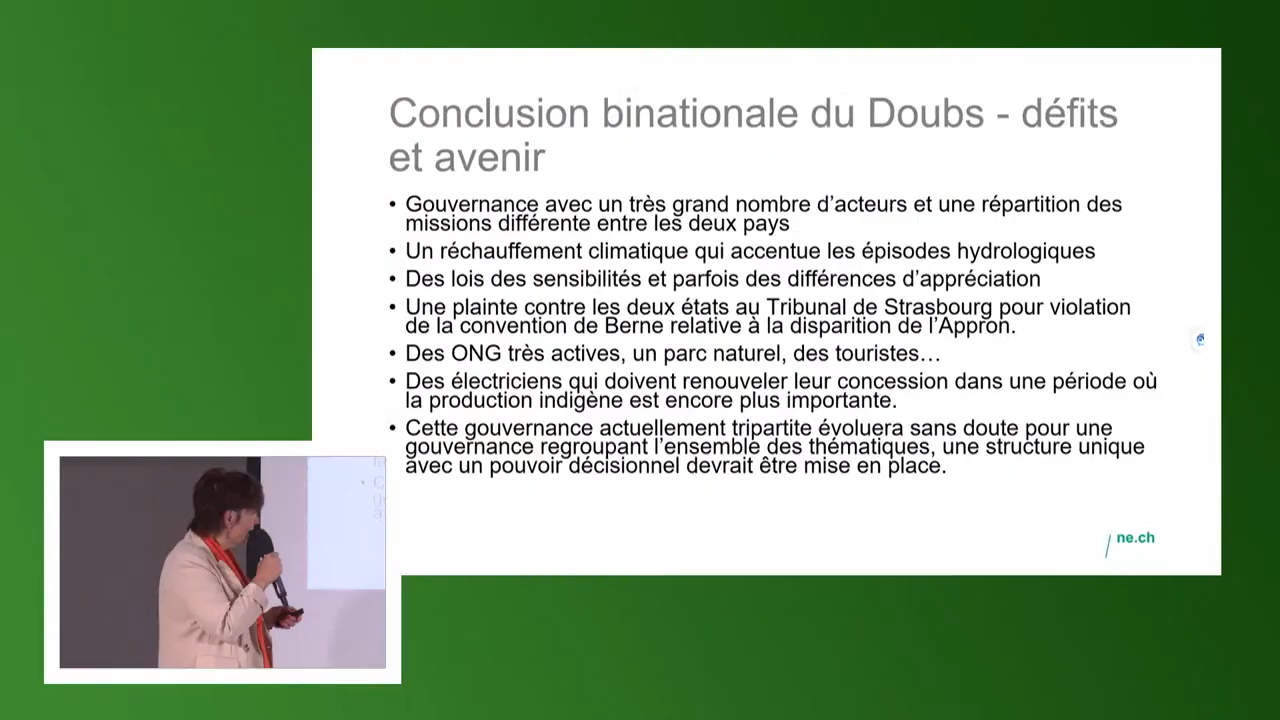 Conclusion binationale du Doubs - défits
et avenir
• Gouvernance avec un très grand nombre d’acteurs et une répartition des
missions différente entre les deux pays
• Un réchauffement climatique qui accentue les épisodes hydrologiques
• Des lois des sensibilités et parfois des différences d’appréciation
• Une plainte contre les deux états au Tribunal de Strasbourg pour violation
de la convention de Berne relative à la disparition de l’Appron.
• Des ONG très actives, un parc naturel, des touristes…
• Des électriciens qui doivent renouveler leur concession dans une période où
la production indigène est encore plus importante.
• Cette gouvernance actuellement tripartite évoluera sans doute pour une
gouvernance regroupant l’ensemble des thématiques, une structure unique
avec un pouvoir décisionnel devrait être mise en place.
ne.ch